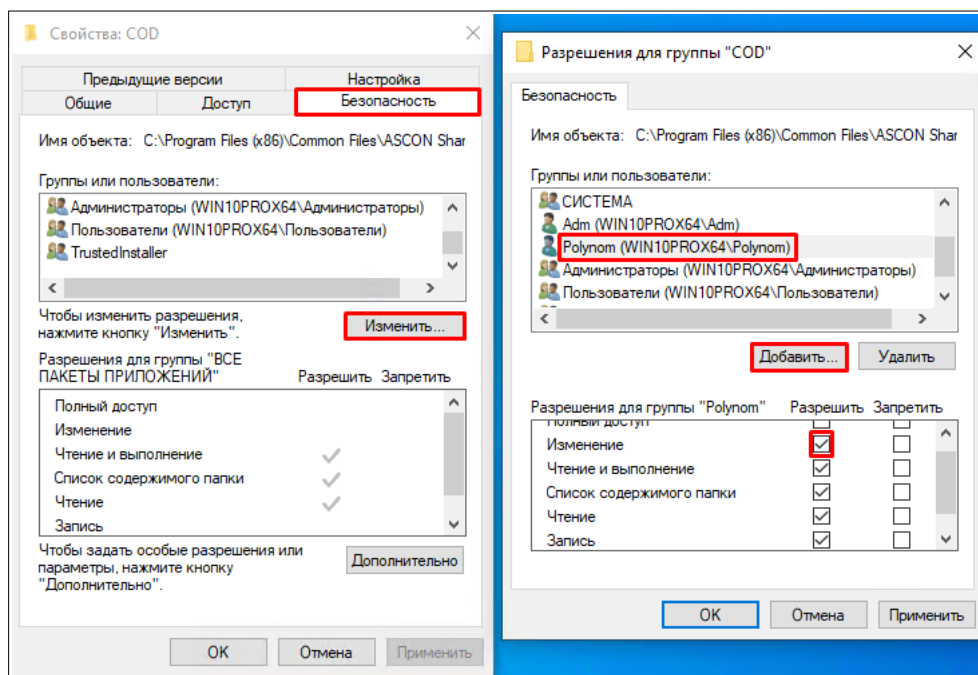 Свойства: COD
Предыдущие версии
Настройка
Общие
Доступ
Безопасность
Имя объекта: C:\Program Files (x86)\Common Files\ASCON Shar
Группы или пользователи:
Администраторы (WIN10PROX64\Администраторы)
Пользователи (WIN10PROX64\Пользователи)
TrustedInstaller
Чтобы изменить разрешения,
нажмите кнопку "Изменить".
Изменить...
Разрешения для группы "ВСЕ
ПАКЕТЫ ПРИЛОЖЕНИЙ"
Разрешить Запретить
Полный доступ
Изменение
Чтение и выполнение
Список содержимого папки
Чтение
Запись
Чтобы задать особые разрешения или
параметры, нажмите кнопку
"Дополнительно".
Дополнительно
OK
Отмена
Применить
Разрешения для группы "COD"
Безопасность
Имя объекта: C:\Program Files (x86)\Common Files\ASCON Shar
Группы или пользователи:
СИСТЕМА
Adm (WIN10PROX64\Adm)
Polynom (WIN10PROX64\Polynom)
Администраторы (WIN10PROX64\Администраторы)
Пользователи (WIN10PROX64\Пользователи)
Добавить...
Удалить
Разрешения для группы "Polynom"
Разрешить Запретить
Полный доступ
Изменение
Чтение и выполнение
Список содержимого папки
Чтение
Запись
OK
Отмена
Применить